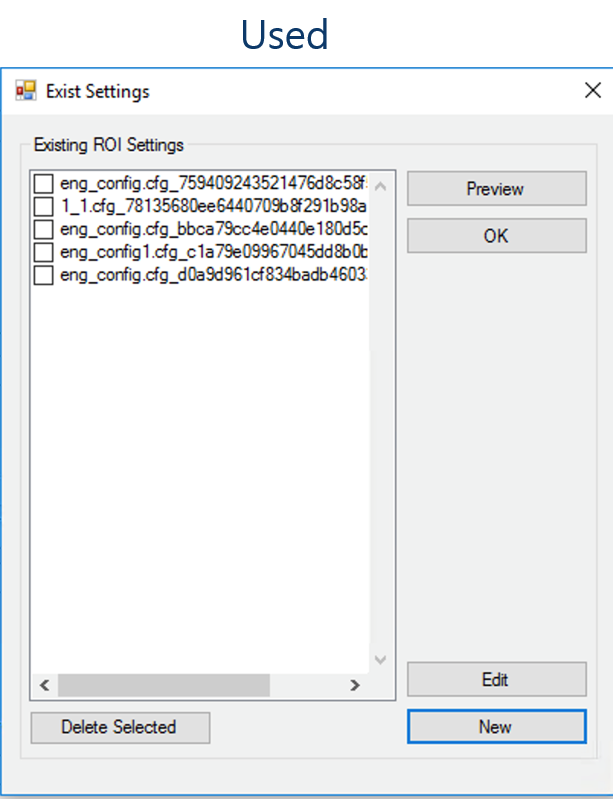 Used
Exist Settings
Existing ROI Settings
eng_config.cfg_759409243521476d8c58f
1_1.cfg_78135680ee6440709b8f291b98a
eng_config.cfg_bbca79cc4e0440e180d5c
eng_config1.cfg_c1a79e09967045dd8b0b
eng_config.cfg_d0a9d961cf834badb4603
Preview
OK
Edit
Delete Selected
New